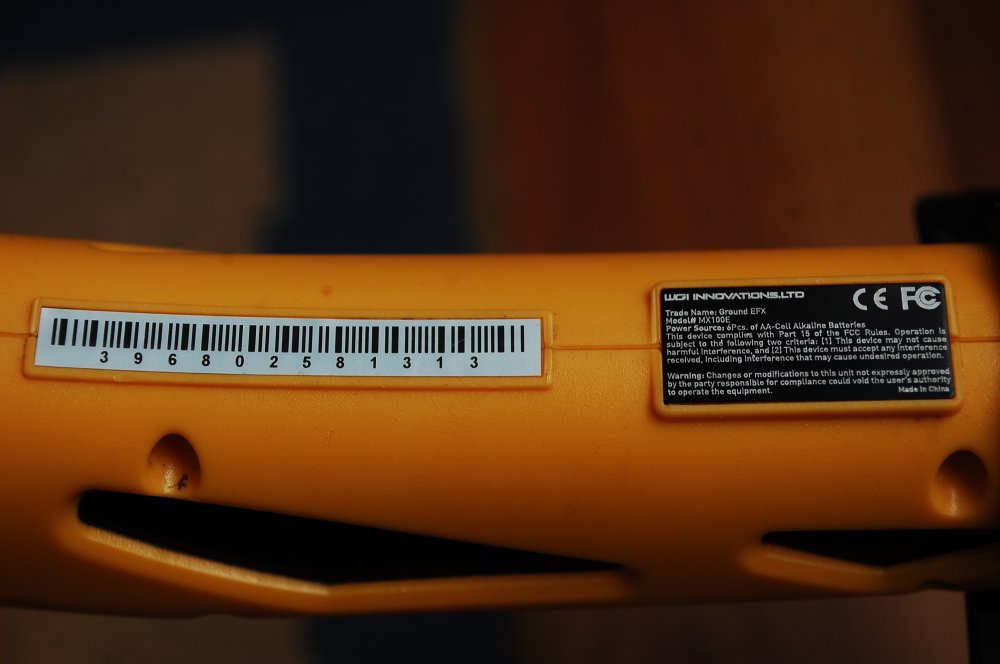 396802581313
WGI INNOVATIONS.LTD
CE FC
Trade Name: Ground EFX
Model# MX100E
Power Source: 6Pcs. of AA-Cell Alkaline Batteries
This device complies with Part 15 of the FCC Rules. Operation is
subject to thd following two criteria: [1] This device may not cause
harmful interference, and [2] This device must accept any interference
received, including interference that may cause undesired operation.
Warning: Changes or modifications to this unit not expressly approved
by the party responsible for compliance could void the user's authority
to operate the equipment.
Made in China